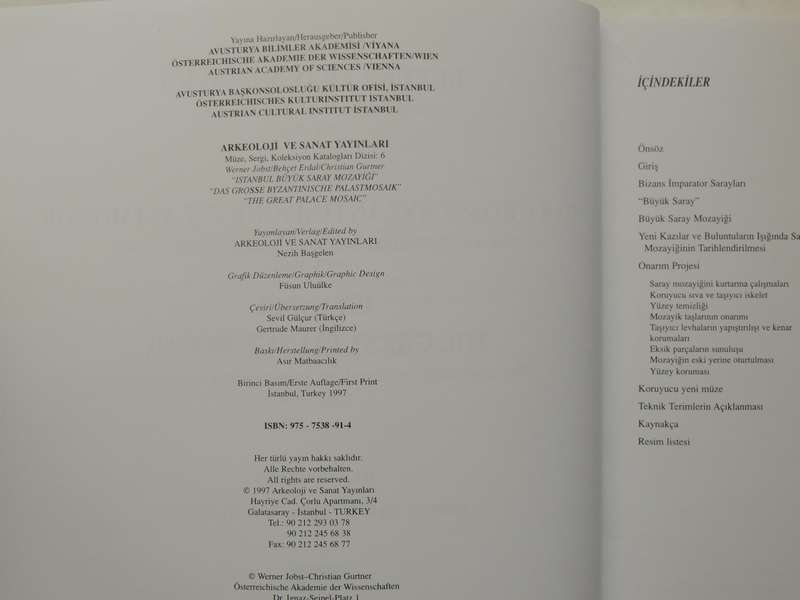 Yayına Hazırlayan/Herausgeber/Publisher
AVUSTURYA BİLİMLER AKADEMİSİ /VİYANA
ÖSTERREICHISCHE AKADEMIE DER WISSENSCHAFTEN/WIEN
AUSTRIAN ACADEMY OF SCIENCES /VIENNA
AVUSTURYA BAŞKONSOLOSLUĞU KÜLTÜR OFİSİ, İSTANBUL
ÖSTERREICHISCHES KULTURINSTITUT İSTANBUL
AUSTRIAN CULTURAL INSTITUT İSTANBUL
ARKEOLOJİ VE SANAT YAYINLARI
Müze, Sergi, Koleksiyon Katalogları Dizisi: 6
Werner Jobst/Behçet Erdal/Christian Gurtner
"İSTANBUL BÜYÜK SARAY MOZAYİĞİ"
"DAS GROSSE BYZANTINISCHE PALASTMOSAIK"
"THE GREAT PALACE MOSAIC"
Yayımlayan/Verlag/Edited by
ARKEOLOJİ VE SANAT YAYINLARI
Nezih Başgelen
Grafik Düzenleme/Graphik/Graphic Design
Füsun Uluülke
Çeviri/Übersetzung/Translation
Sevil Gülçur (Türkçe)
Gertrude Maurer (İngilizce)
Baskı/Herstellung/Printed by
Asır Matbaacılık
Birinci Basım/Erste Auflage/First Print
İstanbul, Turkey 1997
ISBN: 975 - 7538 -91-4
Her türlü yayın hakkı saklıdır.
Alle Rechte vorbehalten.
All rights are reserved.
© 1997 Arkeoloji ve Sanat Yayınları
Hayriye Cad. Çorlu Apartmanı, 3/4
Galatasaray - İstanbul - TURKEY
Tel.: 90 212 293 03 78
90 212 245 68 38
Fax: 90 212 245 68 77
© Werner Jobst–Christian Gurtner
Österreichische Akademie der Wissenschaften
Dr. Ignaz-Seipel-Platz 1
İÇİNDEKİLER
Önsöz
Giriş
Bizans İmparator Sarayları
"Büyük Saray"
Büyük Saray Mozayiği
Yeni Kazılar ve Buluntuların Işığında Sa
Mozayiğinin Tarihlendirilmesi
Onarım Projesi
Saray mozayiğini kurtarma çalışmaları
Koruyucu sıva ve taşıyıcı iskelet
Yüzey temizliği
Mozayik taşlarının onarımı
Taşıyıcı levhaların yapıştırılışı ve kenar
korumaları
Eksik parçaların sunuluşu
Mozayiğin eski yerine oturtulması
Yüzey koruması
Koruyucu yeni müze
Teknik Terimlerin Açıklanması
Kaynakça
Resim listesi